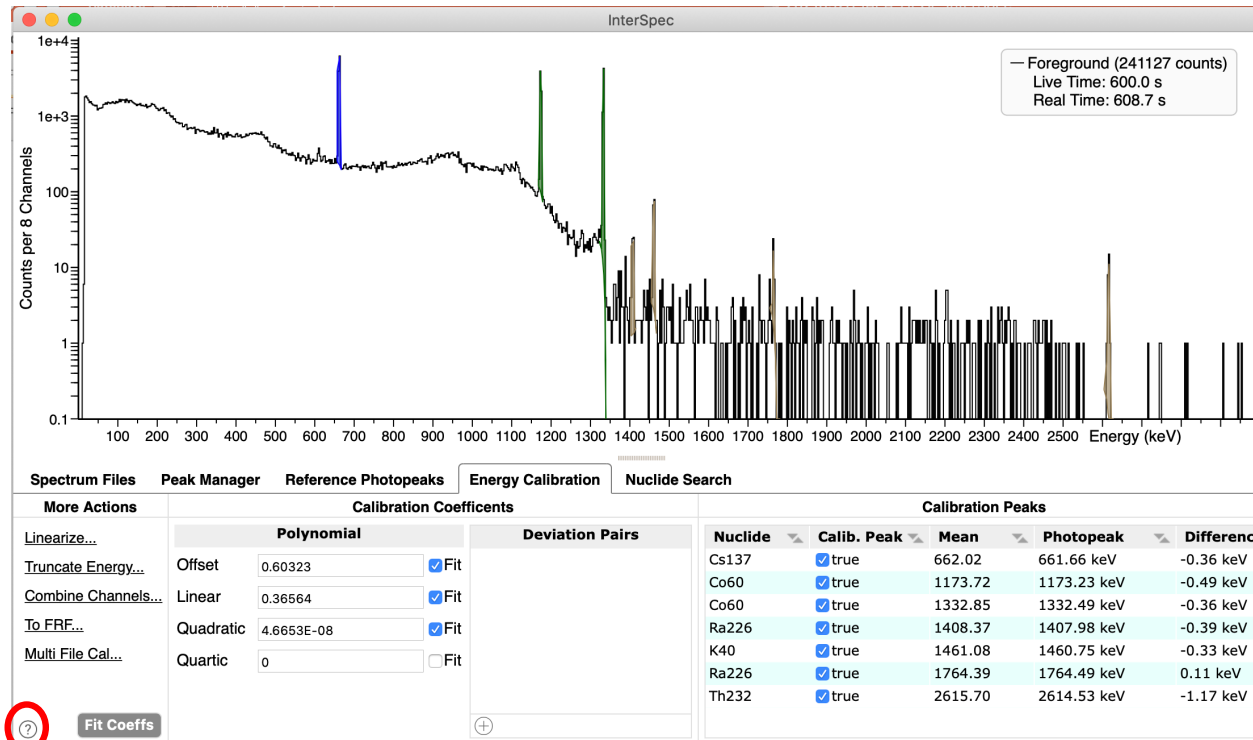 InterSpec
1e+4
1e+3
100
10
1
0.1
Counts per 8 Channels
Foreground (241127 counts)
Live Time: 600.0 s
Real Time: 608.7 s
100 200 300 400 500 600 700 800 900 1000 1100 1200 1300 1400 1500 1600 1700 1800 1900 2000 2100 2200 2300 2400 2500 Energy (keV)
Spectrum Files Peak Manager Reference Photopeaks Energy Calibration Nuclide Search
More Actions Calibration Coefficents Calibration Peaks
Linearize...
Truncate Energy...
Combine Channels...
To FRF...
Multi File Cal...
? Fit Coeffs
Polynomial
Offset 0.60323 Fit
Linear 0.36564 Fit
Quadratic 4.6653E-08 Fit
Quartic 0 Fit
Deviation Pairs
Nuclide Calib. Peak Mean Photopeak Differenc
Cs137 true 662.02 661.66 keV -0.36 keV
Co60 true 1173.72 1173.23 keV -0.49 keV
Co60 true 1332.85 1332.49 keV -0.36 keV
Ra226 true 1408.37 1407.98 keV -0.39 keV
K40 true 1461.08 1460.75 keV -0.33 keV
Ra226 true 1764.39 1764.49 keV 0.11 keV
Th232 true 2615.70 2614.53 keV -1.17 keV